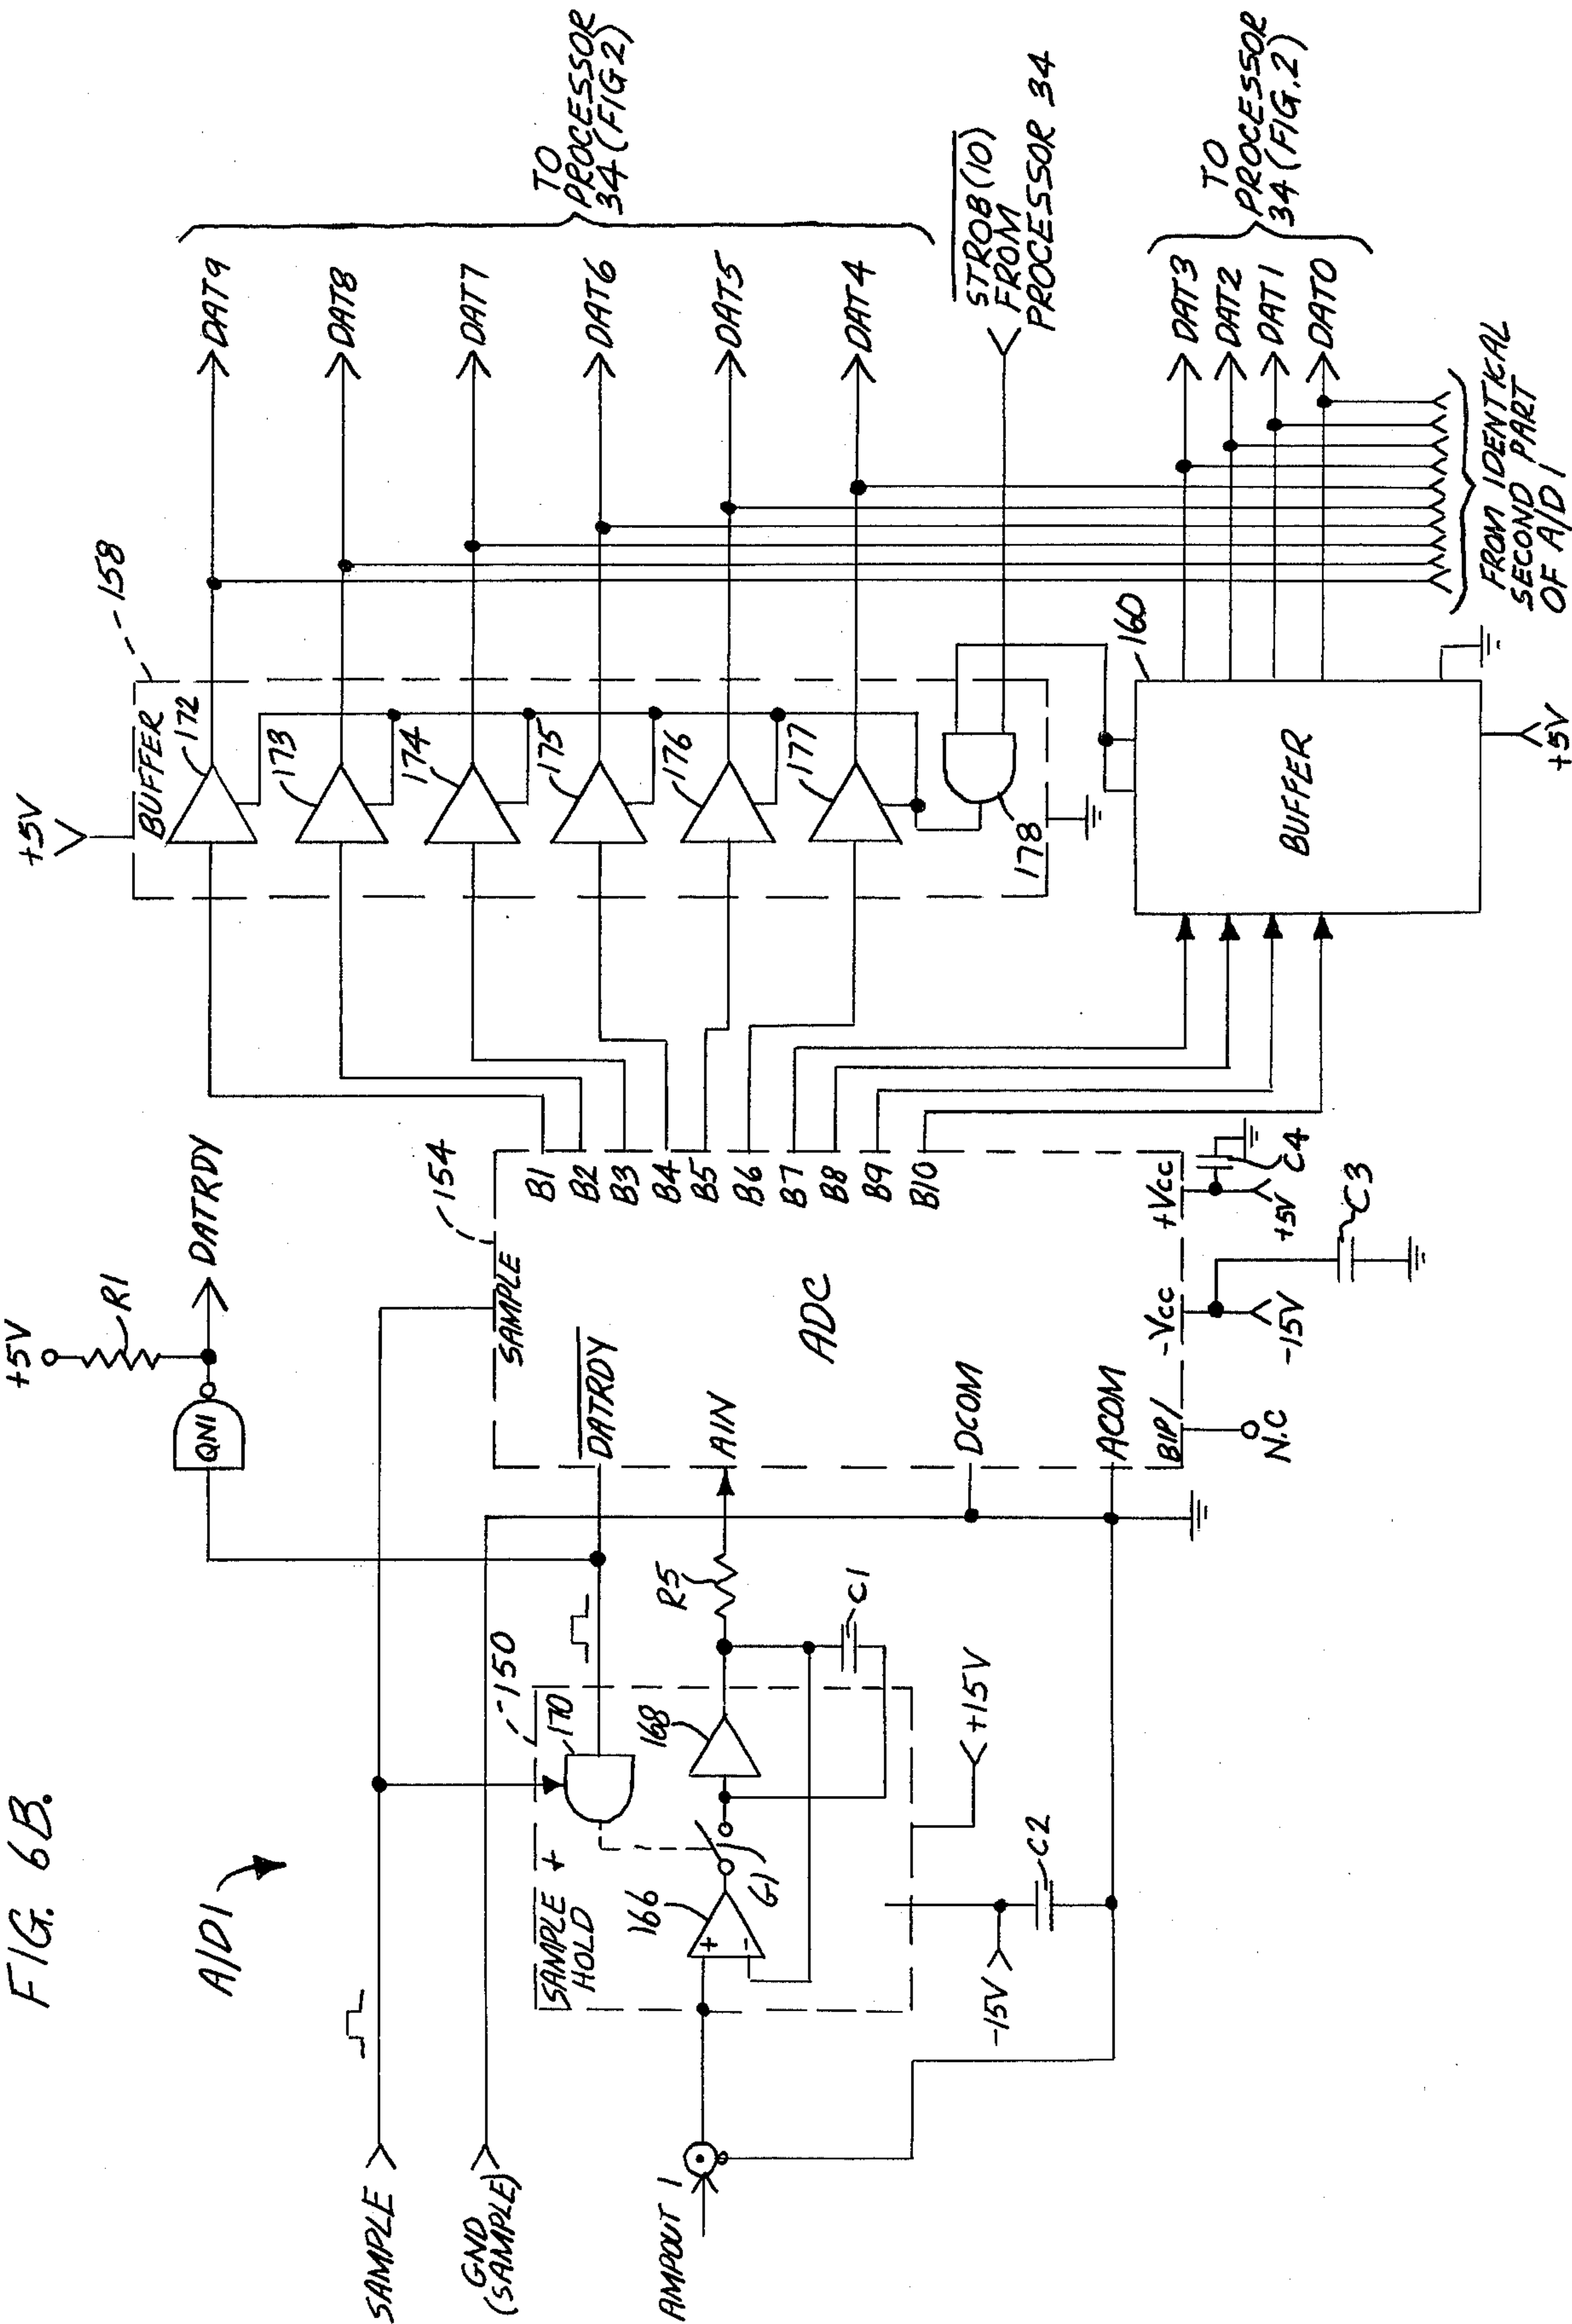 FIG. 6B.
A/D1
SAMPLE
GND
(SAMPLE)
AMPOUT 1
+5V
R1
QN1
DATRDY
150
SAMPLE +
HOLD
170
166
G1
168
R5
C1
+15V
-15V
C2
154
SAMPLE
DATRDY
AIN
ADC
DCOM
ACOM
BIP/
N.C
-Vcc
-15V
C3
+Vcc
+5V
C4
B1
B2
B3
B4
B5
B6
B7
B8
B9
B10
+5V
BUFFER
158
172
173
174
175
176
177
178
DAT9
DAT8
DAT7
DAT6
DAT5
DAT4
TO
PROCESSOR
34 (FIG 2)
STROB(10)
FROM
PROCESSOR 34
160
BUFFER
+5V
DAT3
DAT2
DAT1
DAT0
TO
PROCESSOR
34 (FIG. 2)
FROM IDENTICAL
SECOND PART
OF A/D 1